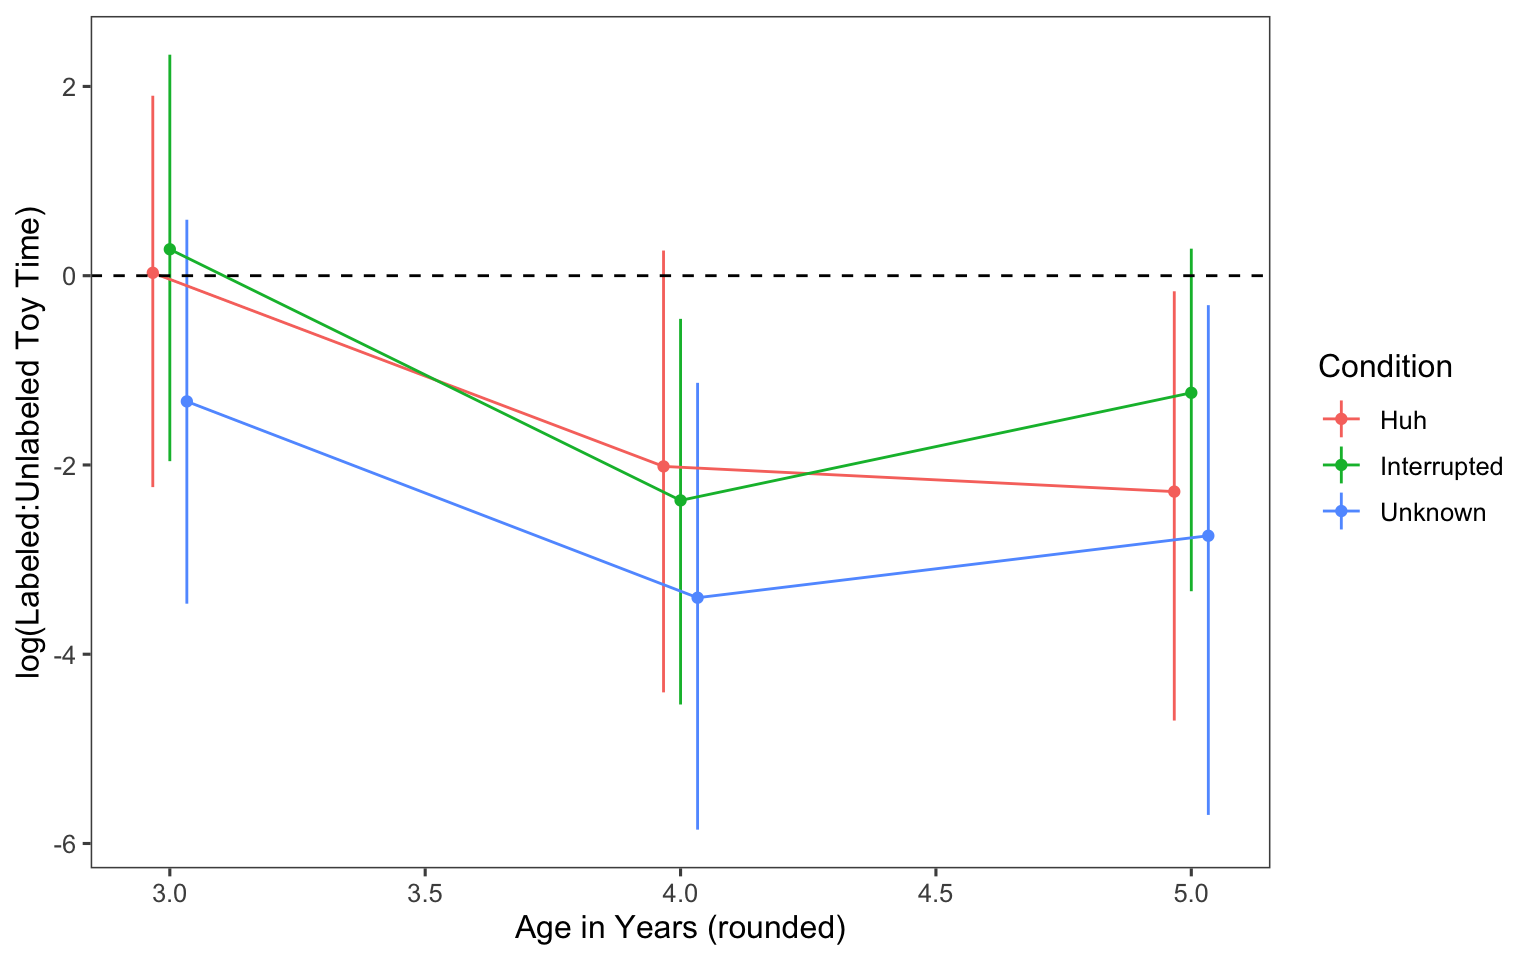 log(Labeled:Unlabeled Toy Time)
2
0
-2
-4
-6
3.0
3.5
4.0
4.5
5.0
Age in Years (rounded)
Condition
Huh
Interrupted
Unknown